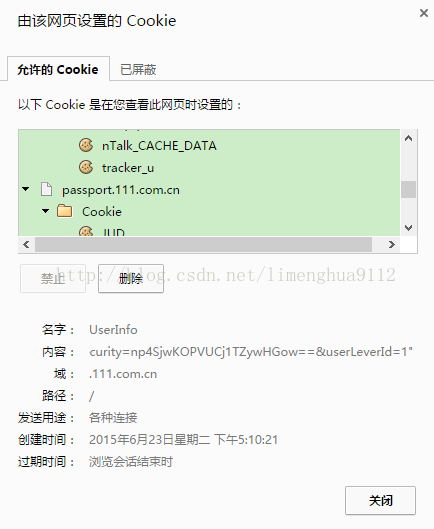 由该网页设置的 Cookie
允许的 Cookie 已屏蔽
以下 Cookie 是在您查看此网页时设置的：
nTalk_CACHE_DATA
tracker_u
passport.111.com.cn
Cookie
JUD
禁止 删除
http://blog.csdn.net/limenghua9112
名字： UserInfo
内容： curity=np4SjwKOPVUCj1TZywHGow==&userLeverId=1"
域： .111.com.cn
路径： /
发送用途： 各种连接
创建时间： 2015年6月23日星期二 下午5:10:21
过期时间： 浏览会话结束时
关闭